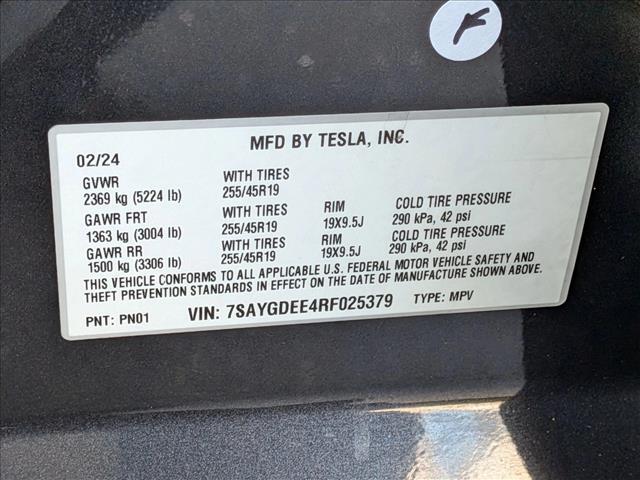 MFD BY TESLA, INC.
02/24
GVWR WITH TIRES
2369 kg (5224 lb) 255/45R19
GAWR FRT WITH TIRES RIM COLD TIRE PRESSURE
1363 kg (3004 lb) 255/45R19 19X9.5J 290 kPa, 42 psi
GAWR RR WITH TIRES RIM COLD TIRE PRESSURE
1500 kg (3306 lb) 255/45R19 19X9.5J 290 kPa, 42 psi
THIS VEHICLE CONFORMS TO ALL APPLICABLE U.S. FEDERAL MOTOR VEHICLE SAFETY AND
THEFT PREVENTION STANDARDS IN EFFECT ON THE DATE OF MANUFACTURE SHOWN ABOVE.
PNT: PN01 VIN: 7SAYGDEE4RF025379 TYPE: MPV